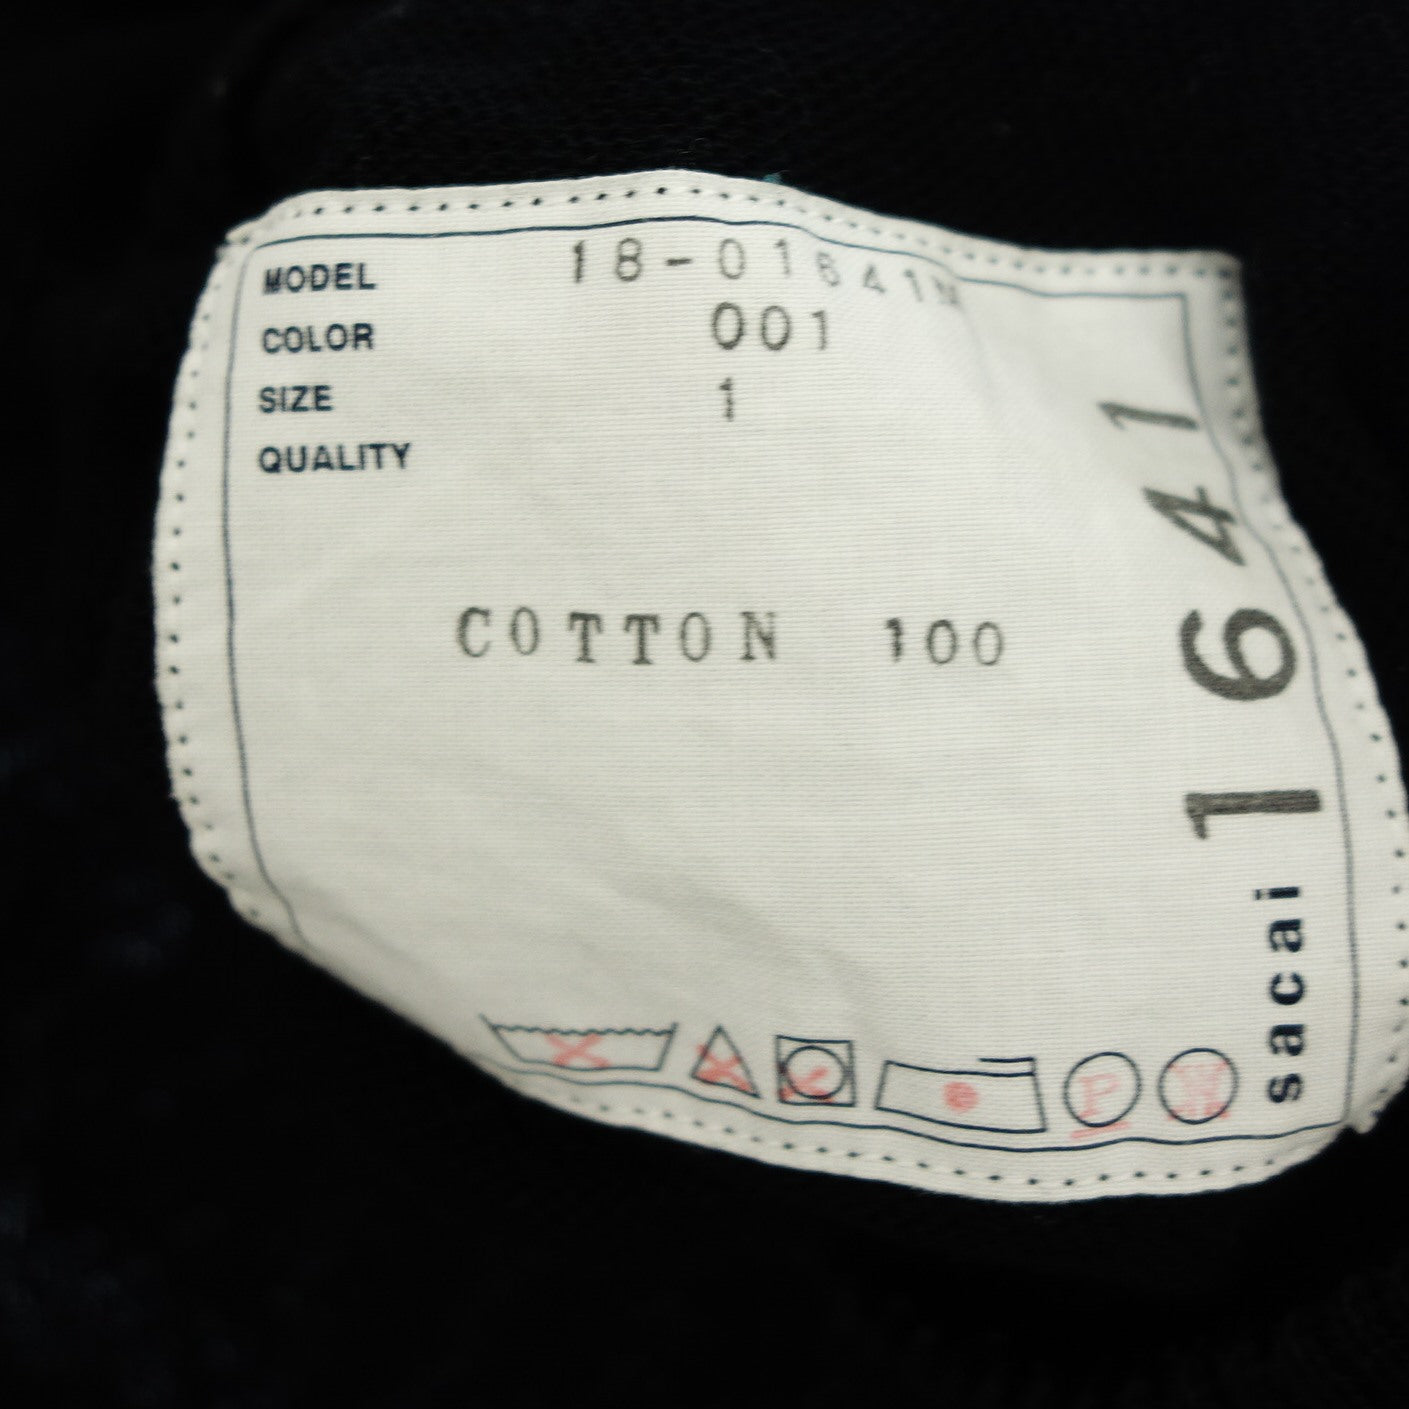 MODEL 18-01641M
COLOR 001
SIZE 1
QUALITY
COTTON 100
P
sacai 1641